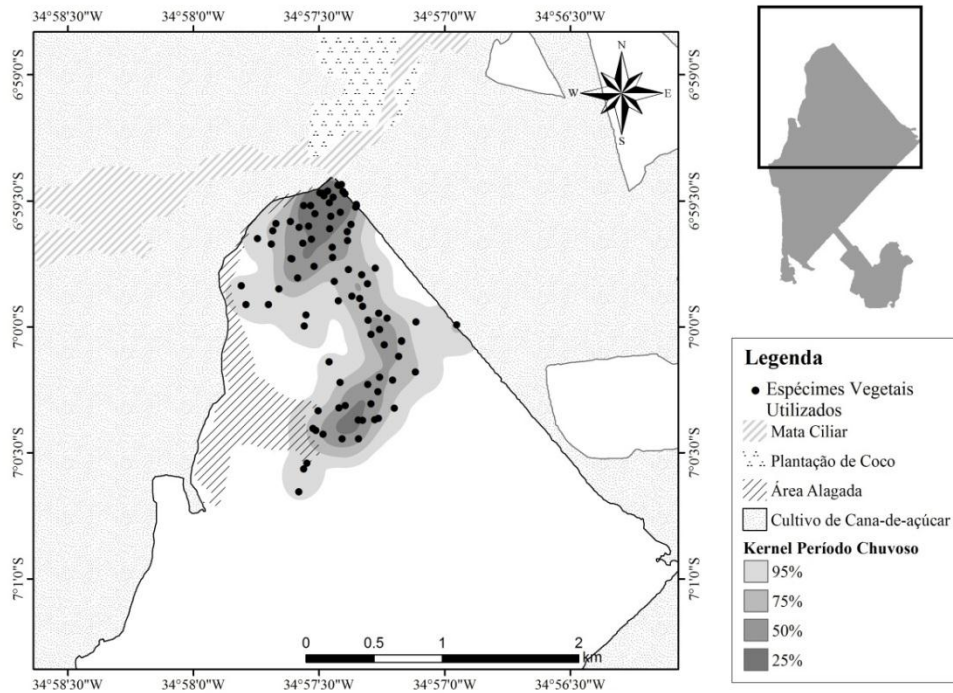 34°58'30"W 34°58'0"W 34°57'30"W 34°57'0"W 34°56'30"W
6°59'0"S
6°59'30"S
7°0'0"S
7°0'30"S
7°1'0"S
N
W E
S
6°59'0"S
6°59'30"S
7°0'0"S
7°0'30"S
7°1'0"S
0 0.5 1 2
km
34°58'30"W 34°58'0"W 34°57'30"W 34°57'0"W 34°56'30"W
Legenda
Espécimes Vegetais
Utilizados
Mata Ciliar
Plantação de Coco
Área Alagada
Cultivo de Cana-de-açúcar
Kernel Período Chuvoso
95%
75%
50%
25%